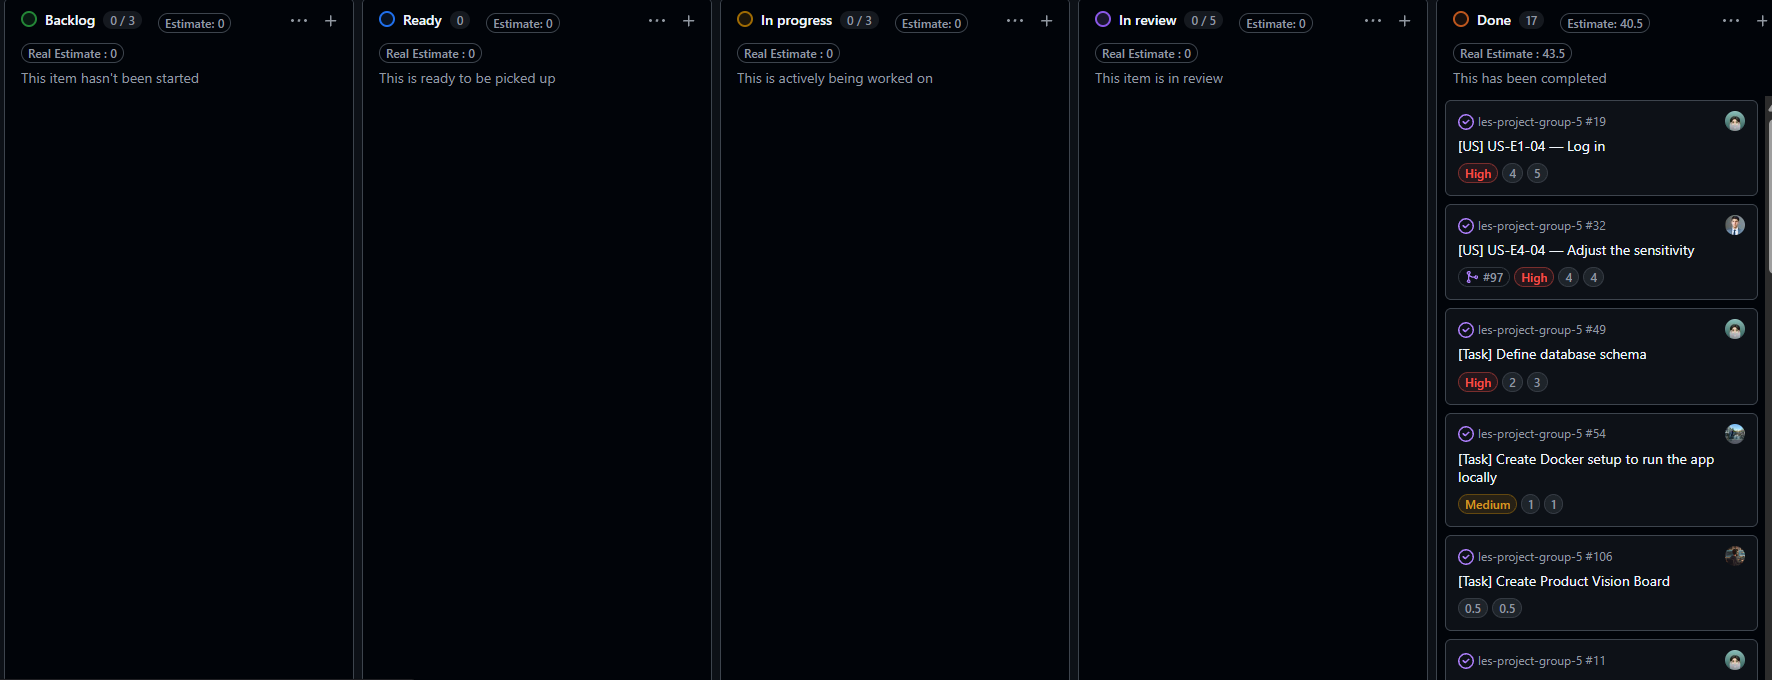 Backlog 0 / 3 Estimate: 0
Real Estimate : 0
This item hasn't been started
Ready 0 Estimate: 0
Real Estimate : 0
This is ready to be picked up
In progress 0 / 3 Estimate: 0
Real Estimate : 0
This is actively being worked on
In review 0 / 5 Estimate: 0
Real Estimate : 0
This item is in review
Done 17 Estimate: 40.5
Real Estimate : 43.5
This has been completed
les-project-group-5 #19
[US] US-E1-04 — Log in
High 4 5
les-project-group-5 #32
[US] US-E4-04 — Adjust the sensitivity
#97 High 4 4
les-project-group-5 #49
[Task] Define database schema
High 2 3
les-project-group-5 #54
[Task] Create Docker setup to run the app
locally
Medium 1 1
les-project-group-5 #106
[Task] Create Product Vision Board
0.5 0.5
les-project-group-5 #11